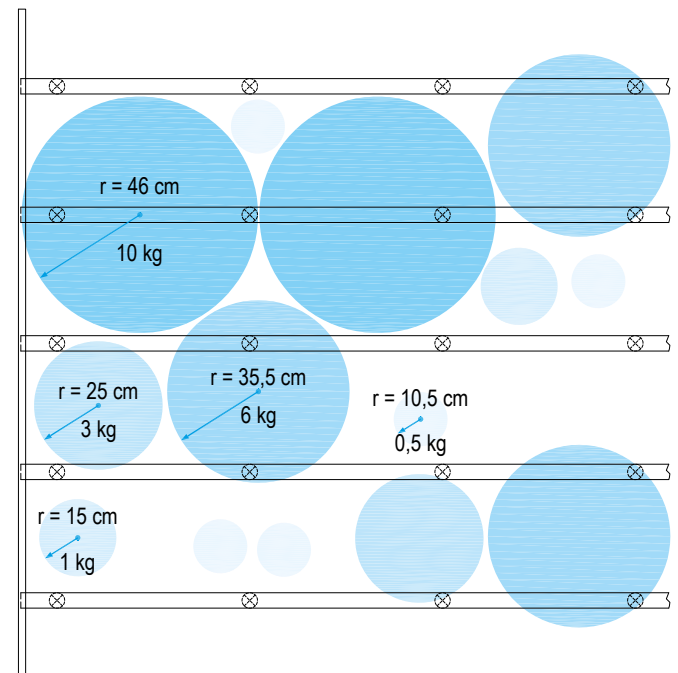 r = 46 cm
10 kg
r = 25 cm
3 kg
r = 35,5 cm
6 kg
r = 10,5 cm
0,5 kg
r = 15 cm
1 kg